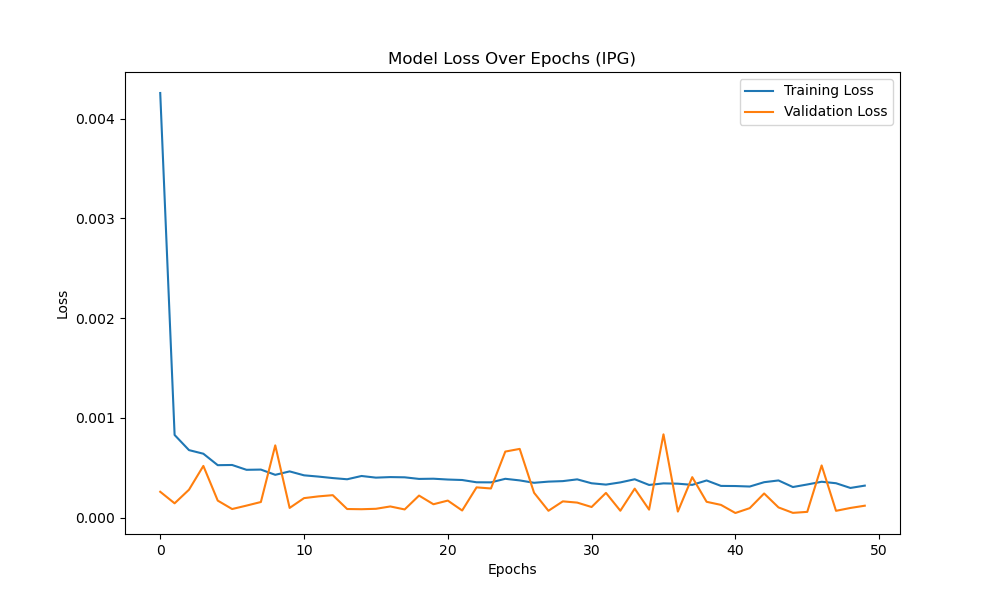 Model Loss Over Epochs (IPG)
Training Loss
Validation Loss
0.004
0.003
0.002
0.001
0.000
Loss
0 10 20 30 40 50
Epochs